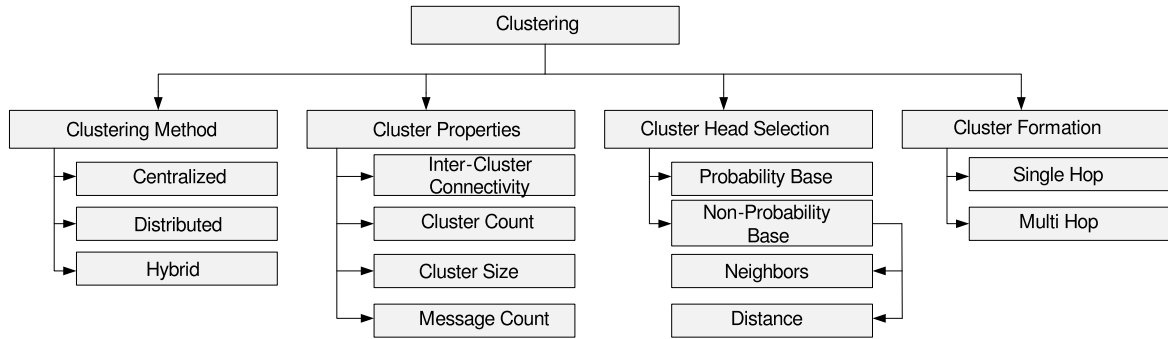 Clustering
Clustering Method
Centralized
Distributed
Hybrid
Cluster Properties
Inter-Cluster
Connectivity
Cluster Count
Cluster Size
Message Count
Cluster Head Selection
Probability Base
Non-Probability
Base
Neighbors
Distance
Cluster Formation
Single Hop
Multi Hop